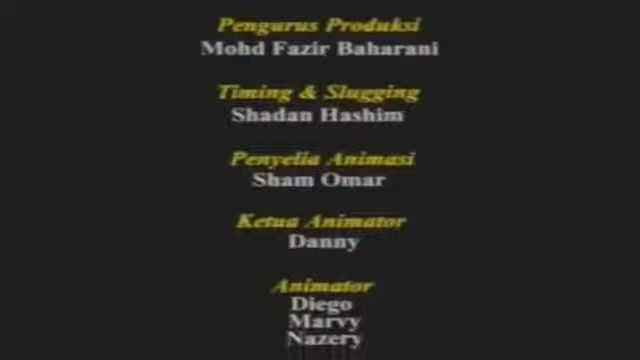 Pengurus Produksi
Mohd Fazir Baharani
Timing & Slugging
Shadan Hashim
Penyelia Animasi
Sham Omar
Ketua Animator
Danny
Animator
Diego
Marvy
Nazery